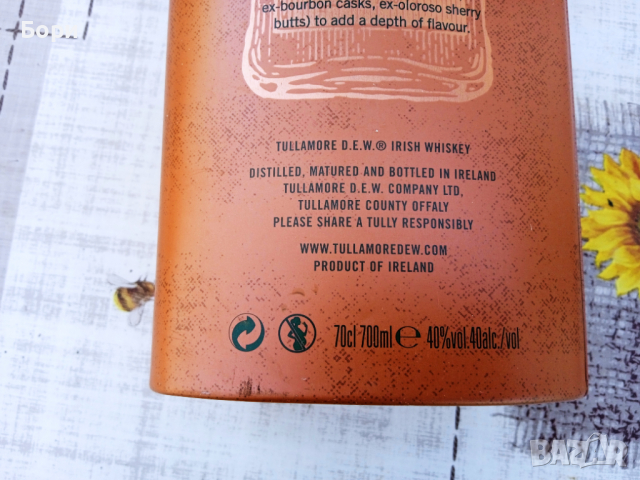 Боря
ex-bourbon casks, ex-oloroso sherry
butts) to add a depth of flavour.
TULLAMORE D.E.W.® IRISH WHISKEY
DISTILLED, MATURED AND BOTTLED IN IRELAND
TULLAMORE D.E.W. COMPANY LTD,
TULLAMORE COUNTY OFFALY
PLEASE SHARE A TULLY RESPONSIBLY
WWW.TULLAMOREDEW.COM
PRODUCT OF IRELAND
70cl 700ml ℮ 40%vol.40alc./vol
BAZAR